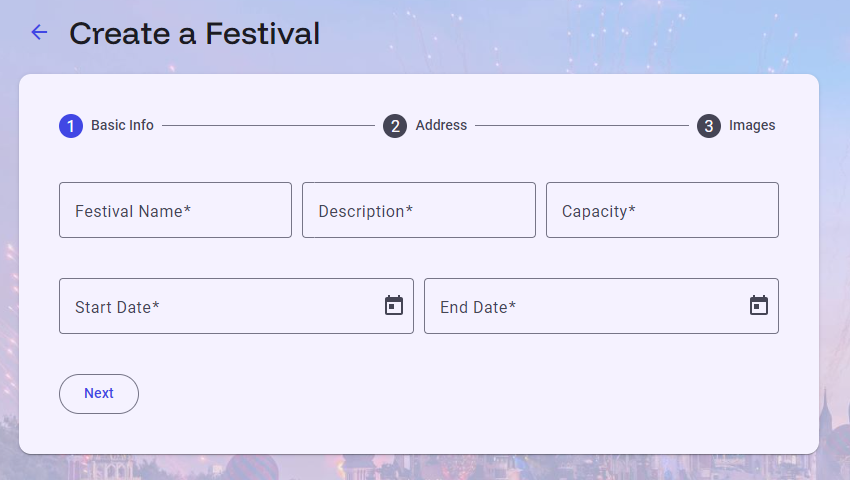 Create a Festival
1 Basic Info 2 Address 3 Images
Festival Name* Description* Capacity*
Start Date* End Date*
Next